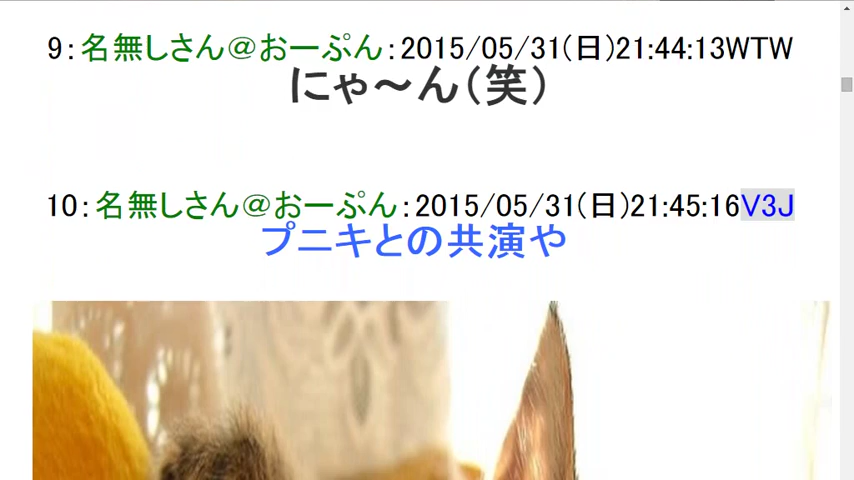 9：名無しさん＠おーぷん：2015/05/31(日)21:44:13WTW
にゃ～ん（笑）
10：名無しさん＠おーぷん：2015/05/31(日)21:45:16V3J
プニキとの共演や